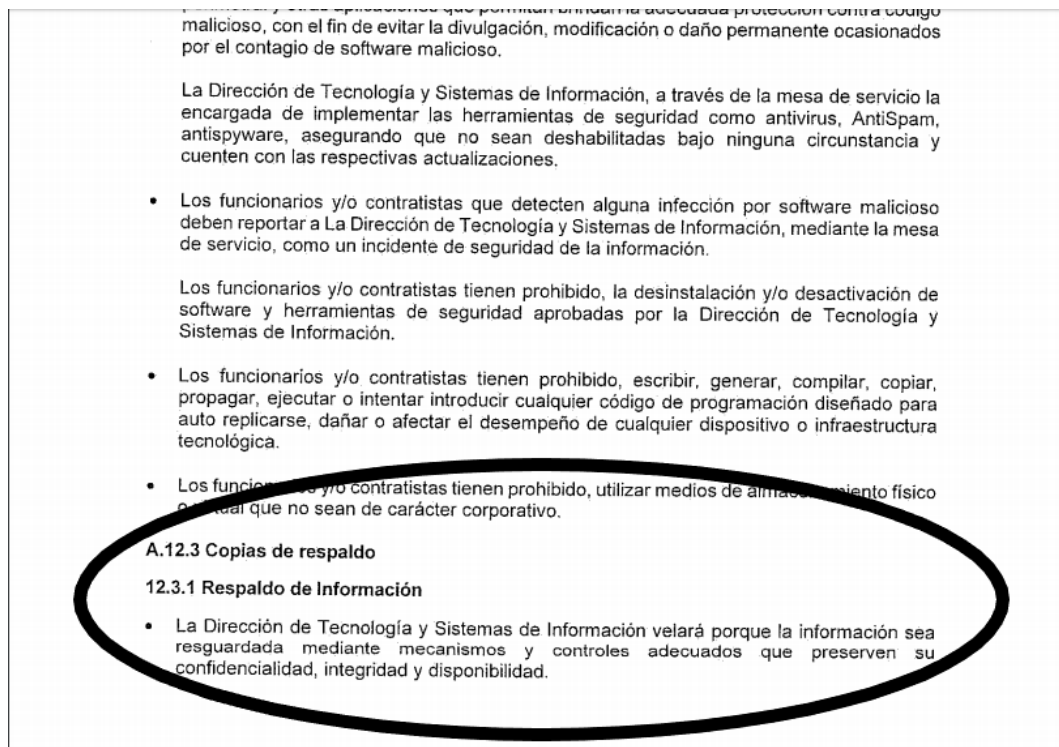 malicioso, con el fin de evitar la divulgación, modificación o daño permanente ocasionados
por el contagio de software malicioso.
La Dirección de Tecnología y Sistemas de Información, a través de la mesa de servicio la
encargada de implementar las herramientas de seguridad como antivirus, AntiSpam,
antispyware, asegurando que no sean deshabilitadas bajo ninguna circunstancia y
cuenten con las respectivas actualizaciones.
• Los funcionarios y/o contratistas que detecten alguna infección por software malicioso
deben reportar a La Dirección de Tecnología y Sistemas de Información, mediante la mesa
de servicio, como un incidente de seguridad de la información.
Los funcionarios y/o contratistas tienen prohibido, la desinstalación y/o desactivación de
software y herramientas de seguridad aprobadas por la Dirección de Tecnología y
Sistemas de Información.
• Los funcionarios y/o contratistas tienen prohibido, escribir, generar, compilar, copiar,
propagar, ejecutar o intentar introducir cualquier código de programación diseñado para
auto replicarse, dañar o afectar el desempeño de cualquier dispositivo o infraestructura
tecnológica.
• Los y/o contratistas tienen prohibido, utilizar medios de físico
que no sean de carácter corporativo.
A.12.3 Copias de respaldo
12.3.1 Respaldo de Información
• La Dirección de Tecnología y Sistemas de Información velará porque la información sea
resguardada mediante mecanismos y controles adecuados que preserven su
confidencialidad, integridad y disponibilidad.